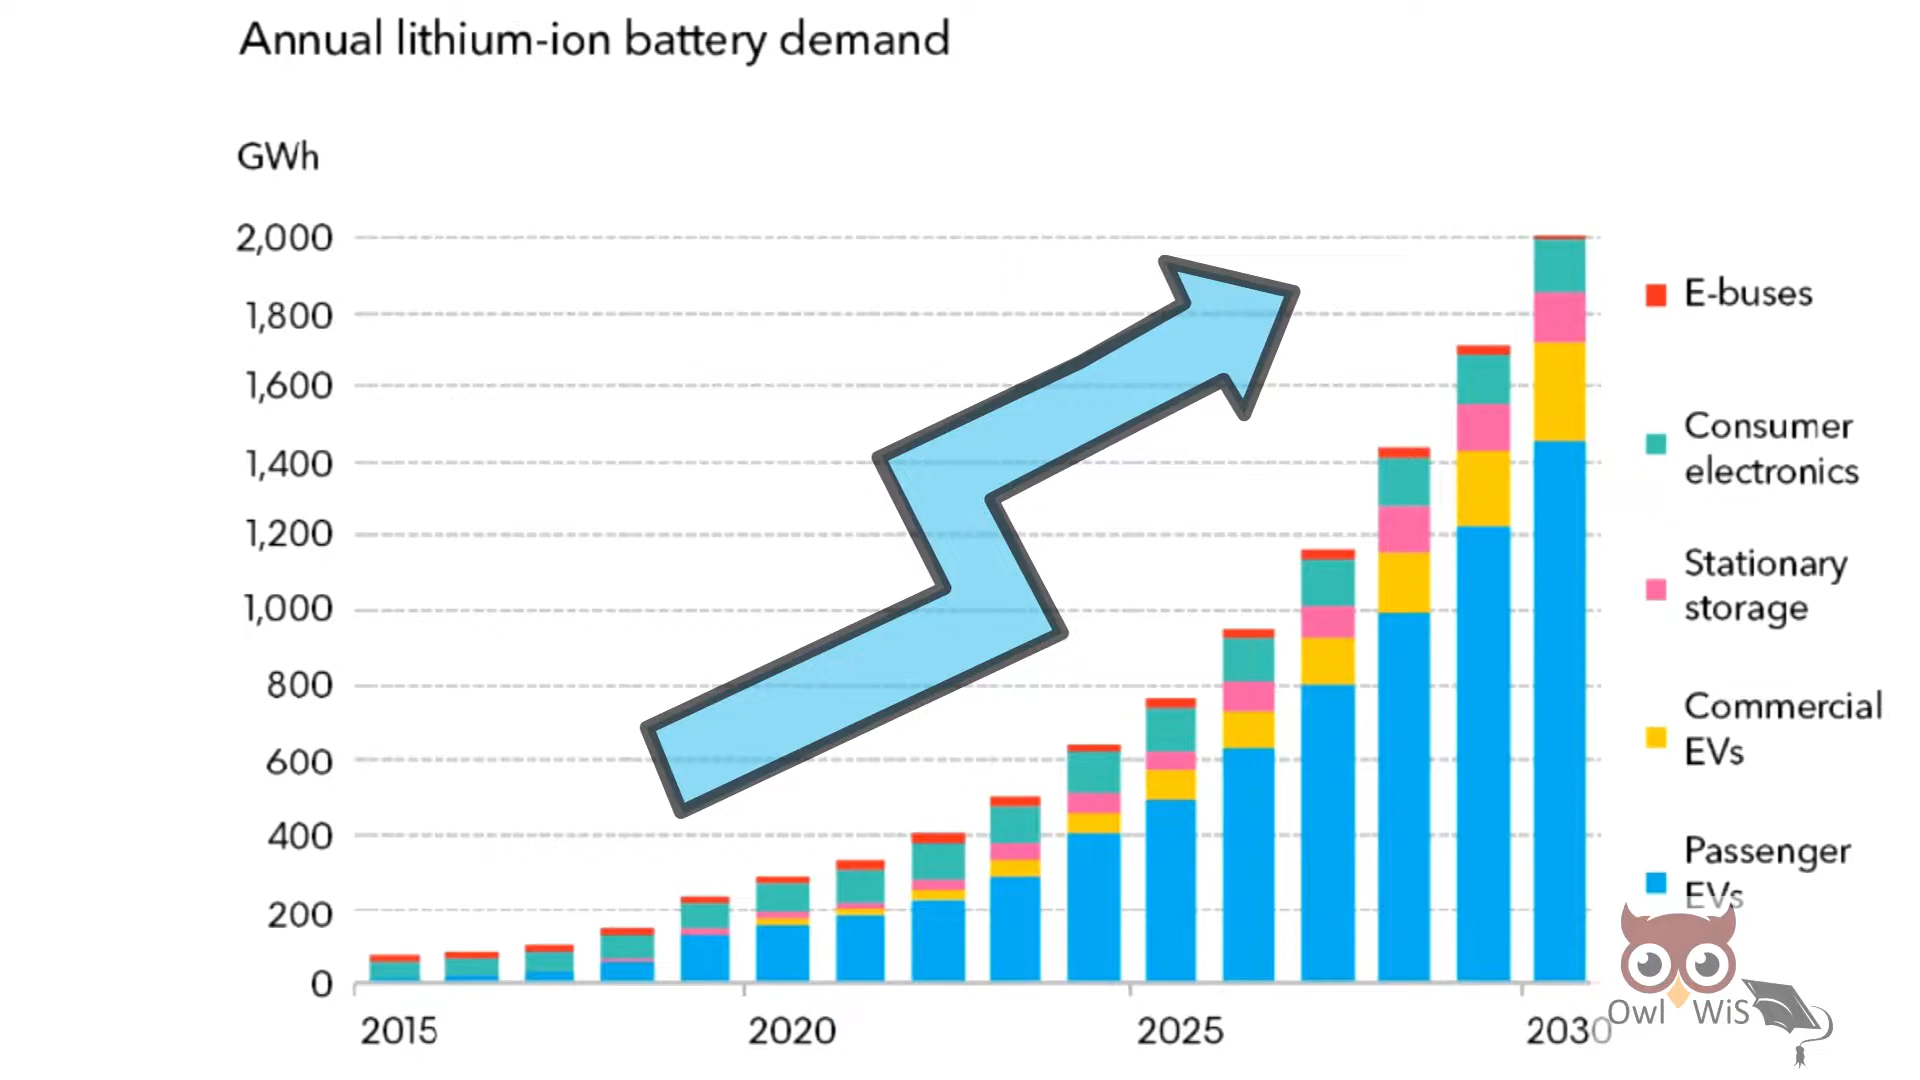 Annual lithium-ion battery demand
GWh
2,000
1,800
1,600
1,400
1,200
1,000
800
600
400
200
0
2015
2020
2025
2030
E-buses
Consumer
electronics
Stationary
storage
Commercial
EVs
Passenger
EVs
Owl WiS